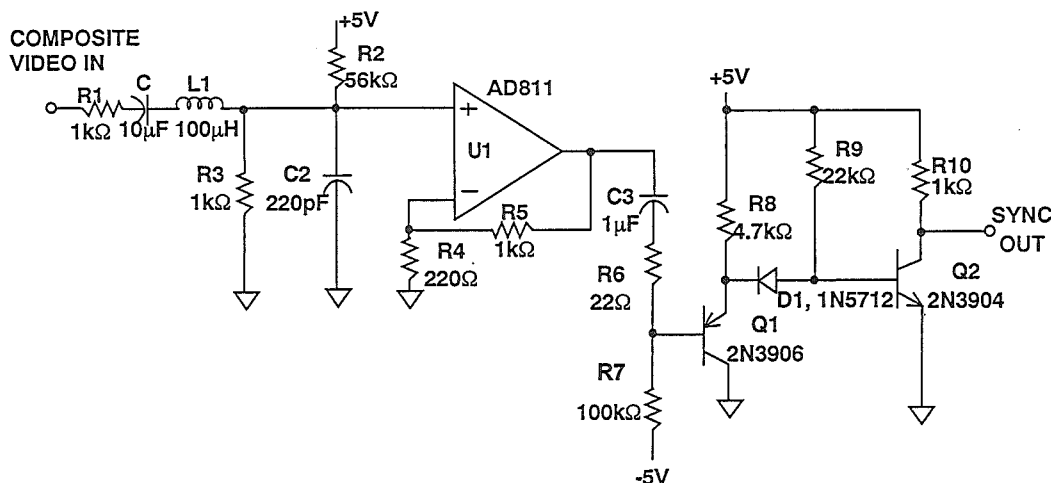 COMPOSITE
VIDEO IN
R1
1kΩ
C
10µF
L1
100µH
+5V
R2
56kΩ
R3
1kΩ
C2
220pF
AD811
+
U1
−
R5
1kΩ
R4
220Ω
C3
1µF
R6
22Ω
R7
100kΩ
-5V
+5V
R8
4.7kΩ
R9
22kΩ
R10
1kΩ
SYNC
OUT
D1, 1N5712
Q1
2N3906
Q2
2N3904